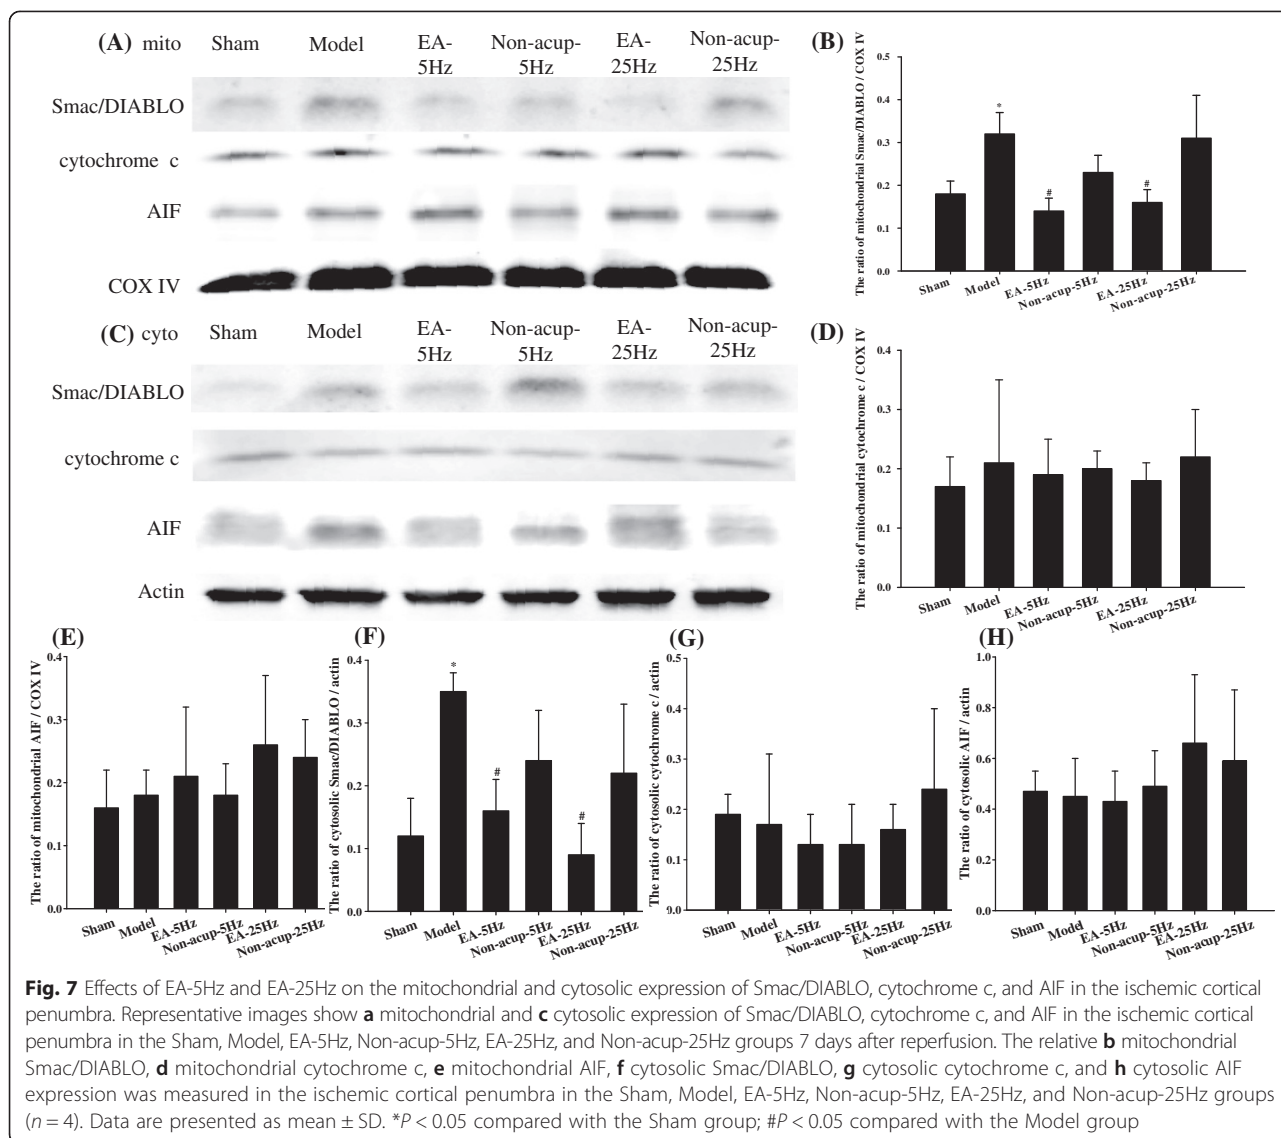 (A) mito Sham Model EA-5Hz Non-acup-5Hz EA-25Hz Non-acup-25Hz
Smac/DIABLO
cytochrome c
AIF
COX IV
(B)
The ratio of mitochondrial Smac/DIABLO / COX IV
0.5
0.4
0.3
0.2
0.1
0.0
*
#
#
Sham Model EA-5Hz Non-acup-5Hz EA-25Hz Non-acup-25Hz
(C) cyto Sham Model EA-5Hz Non-acup-5Hz EA-25Hz Non-acup-25Hz
Smac/DIABLO
cytochrome c
AIF
Actin
(D)
The ratio of mitochondrial cytochrome c / COX IV
0.4
0.3
0.2
0.1
0.0
Sham Model EA-5Hz Non-acup-5Hz EA-25Hz Non-acup-25Hz
(E)
The ratio of mitochondrial AIF / COX IV
0.4
0.3
0.2
0.1
0.0
Sham Model EA-5Hz Non-acup-5Hz EA-25Hz Non-acup-25Hz
(F)
The ratio of cytosolic Smac/DIABLO / actin
0.4
0.3
0.2
0.1
0.0
*
#
#
Sham Model EA-5Hz Non-acup-5Hz EA-25Hz Non-acup-25Hz
(G)
The ratio of cytosolic cytochrome c / actin
0.5
0.3
0.2
0.1
9.0
Sham Model EA-5Hz Non-acup-5Hz EA-25Hz Non-acup-25Hz
(H)
The ratio of cytosolic AIF / actin
1.0
0.8
0.6
0.4
0.2
0.0
Sham Model EA-5Hz Non-acup-5Hz EA-25Hz Non-acup-25Hz
Fig. 7 Effects of EA-5Hz and EA-25Hz on the mitochondrial and cytosolic expression of Smac/DIABLO, cytochrome c, and AIF in the ischemic cortical
penumbra. Representative images show a mitochondrial and c cytosolic expression of Smac/DIABLO, cytochrome c, and AIF in the ischemic cortical
penumbra in the Sham, Model, EA-5Hz, Non-acup-5Hz, EA-25Hz, and Non-acup-25Hz groups 7 days after reperfusion. The relative b mitochondrial
Smac/DIABLO, d mitochondrial cytochrome c, e mitochondrial AIF, f cytosolic Smac/DIABLO, g cytosolic cytochrome c, and h cytosolic AIF
expression was measured in the ischemic cortical penumbra in the Sham, Model, EA-5Hz, Non-acup-5Hz, EA-25Hz, and Non-acup-25Hz groups
(n = 4). Data are presented as mean ± SD. *P < 0.05 compared with the Sham group; #P < 0.05 compared with the Model group